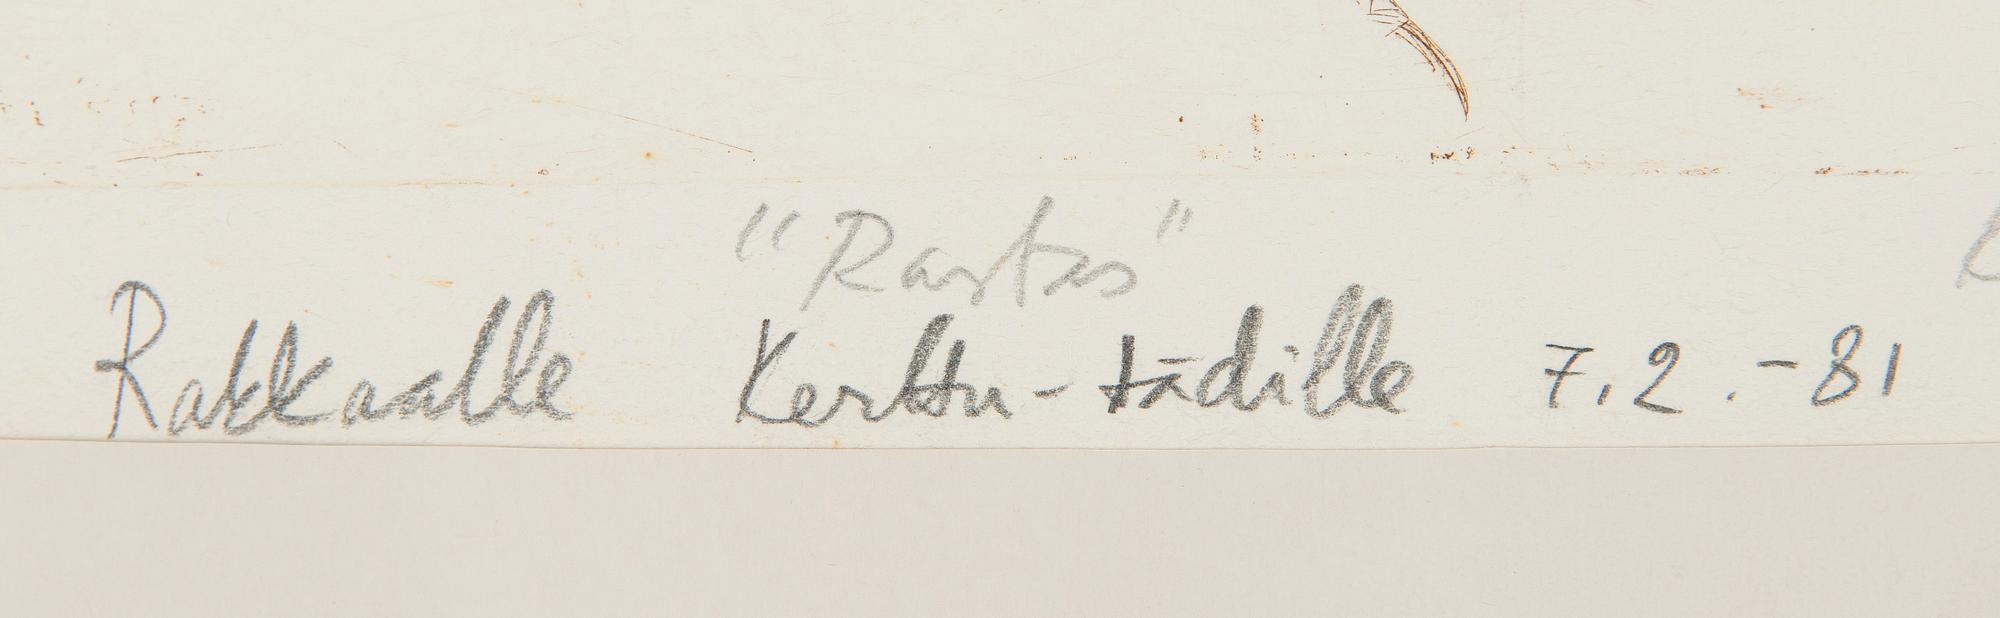 "Rastas"
Rakkaalle Kerttu-tädille 7.2.-81